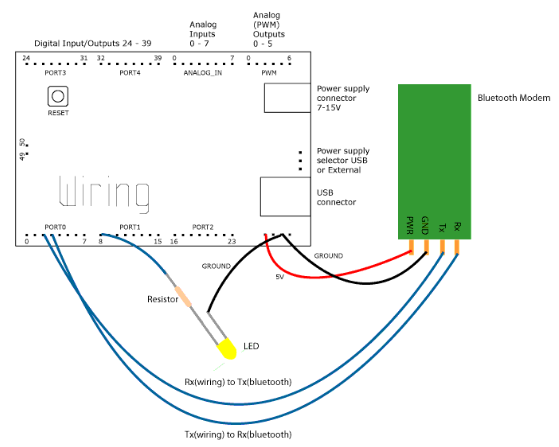 Analog
(PWM)
Outputs
0 - 5
Analog
Inputs
0 - 7
Digital Input/Outputs 24 - 39
24 31 32 39 0 7 0 6
PORT3 PORT4 ANALOG_IN PWM
RESET
Power supply
connector
7-15V
Bluetooth Modem
49 50
Power supply
selector USB
or External
Wiring
USB
connector
PORT0 PORT1 PORT2
0 7 8 15 16 23
PWR GND Tx Rx
GROUND
GROUND
5V
Resistor
LED
Rx(wiring) to Tx(bluetooth)
Tx(wiring) to Rx(bluetooth)